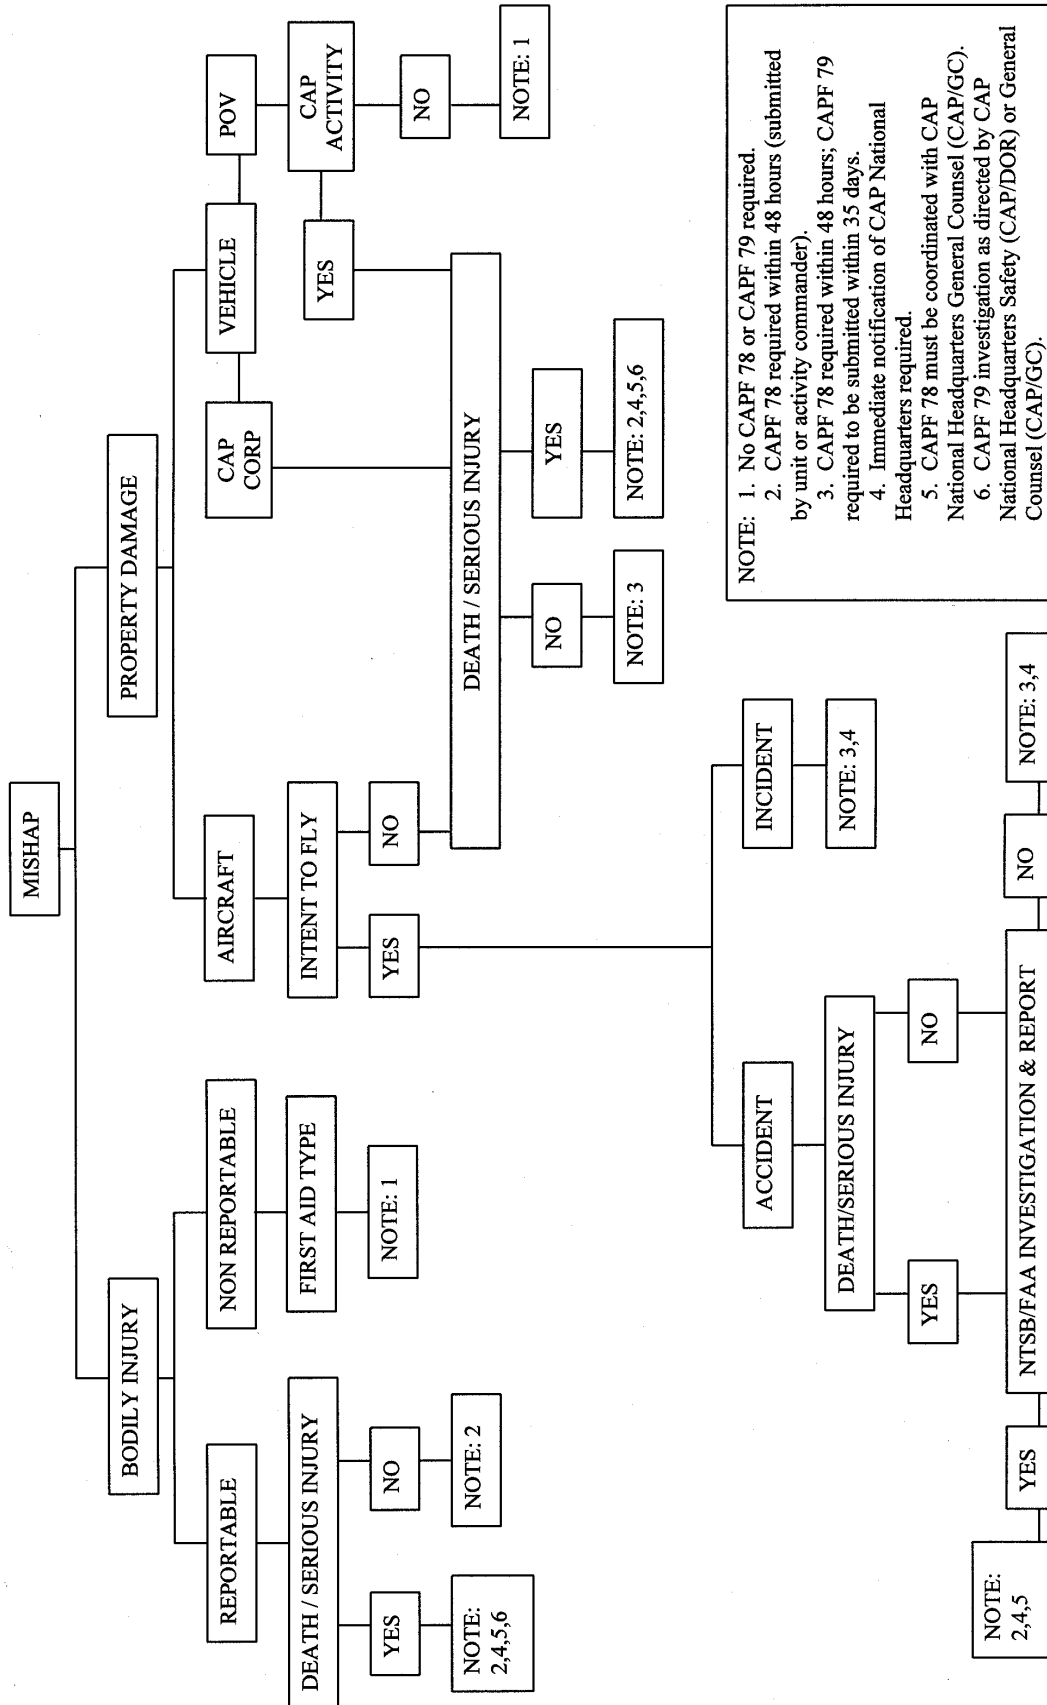 MISHAP
BODILY INJURY
PROPERTY DAMAGE
REPORTABLE
NON REPORTABLE
AIRCRAFT
CAP
CORP
VEHICLE
POV
DEATH / SERIOUS INJURY
FIRST AID TYPE
INTENT TO FLY
YES
CAP
ACTIVITY
YES
NO
NOTE: 1
YES
NO
NO
NOTE:
2,4,5,6
NOTE: 2
DEATH / SERIOUS INJURY
NOTE: 1
NO
YES
NOTE: 3
NOTE: 2,4,5,6
ACCIDENT
INCIDENT
DEATH/SERIOUS INJURY
NOTE: 3,4
YES
NO
NOTE:
2,4,5
YES
NTSB/FAA INVESTIGATION & REPORT
NO
NOTE: 3,4
NOTE: 1. No CAPF 78 or CAPF 79 required.
2. CAPF 78 required within 48 hours (submitted
by unit or activity commander).
3. CAPF 78 required within 48 hours; CAPF 79
required to be submitted within 35 days.
4. Immediate notification of CAP National
Headquarters required.
5. CAPF 78 must be coordinated with CAP
National Headquarters General Counsel (CAP/GC).
6. CAPF 79 investigation as directed by CAP
National Headquarters Safety (CAP/DOR) or General
Counsel (CAP/GC).